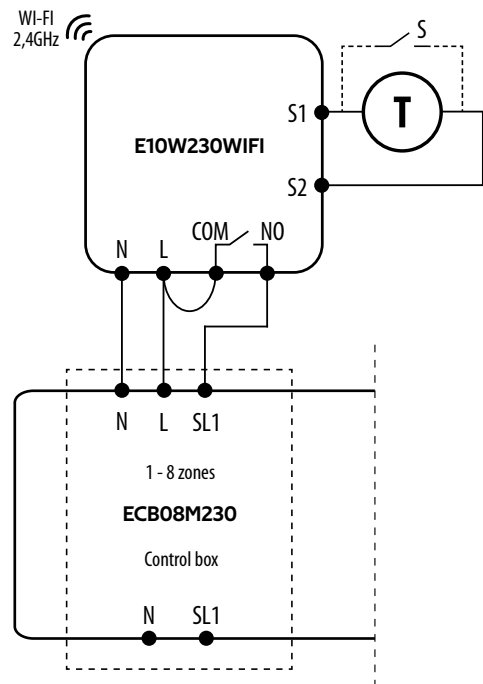 WI-FI
2,4GHz
S
S1
T
E10W230WIFI
S2
COM NO
N L
N L SL1
1 - 8 zones
ECB08M230
Control box
N SL1